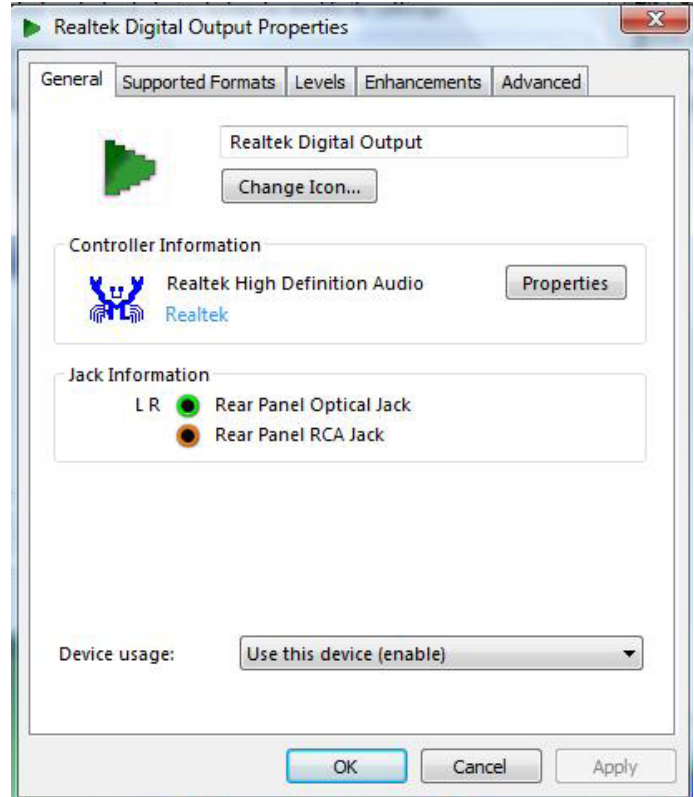 Realtek Digital Output Properties
General Supported Formats Levels Enhancements Advanced
Realtek Digital Output
Change Icon...
Controller Information
Realtek High Definition Audio Properties
Realtek
Jack Information
L R Rear Panel Optical Jack
Rear Panel RCA Jack
Device usage: Use this device (enable)
OK Cancel Apply